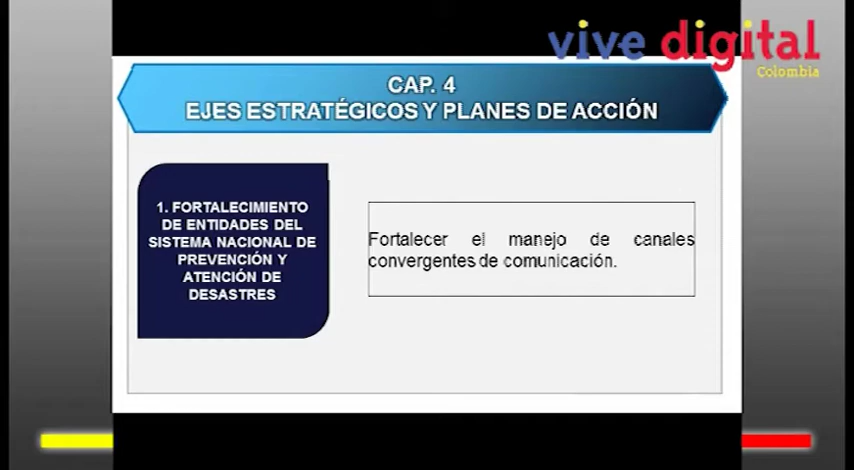 vive digital
Colombia
CAP. 4
EJES ESTRATÉGICOS Y PLANES DE ACCIÓN
1. FORTALECIMIENTO
DE ENTIDADES DEL
SISTEMA NACIONAL DE
PREVENCIÓN Y
ATENCIÓN DE
DESASTRES
Fortalecer el manejo de canales
convergentes de comunicación.